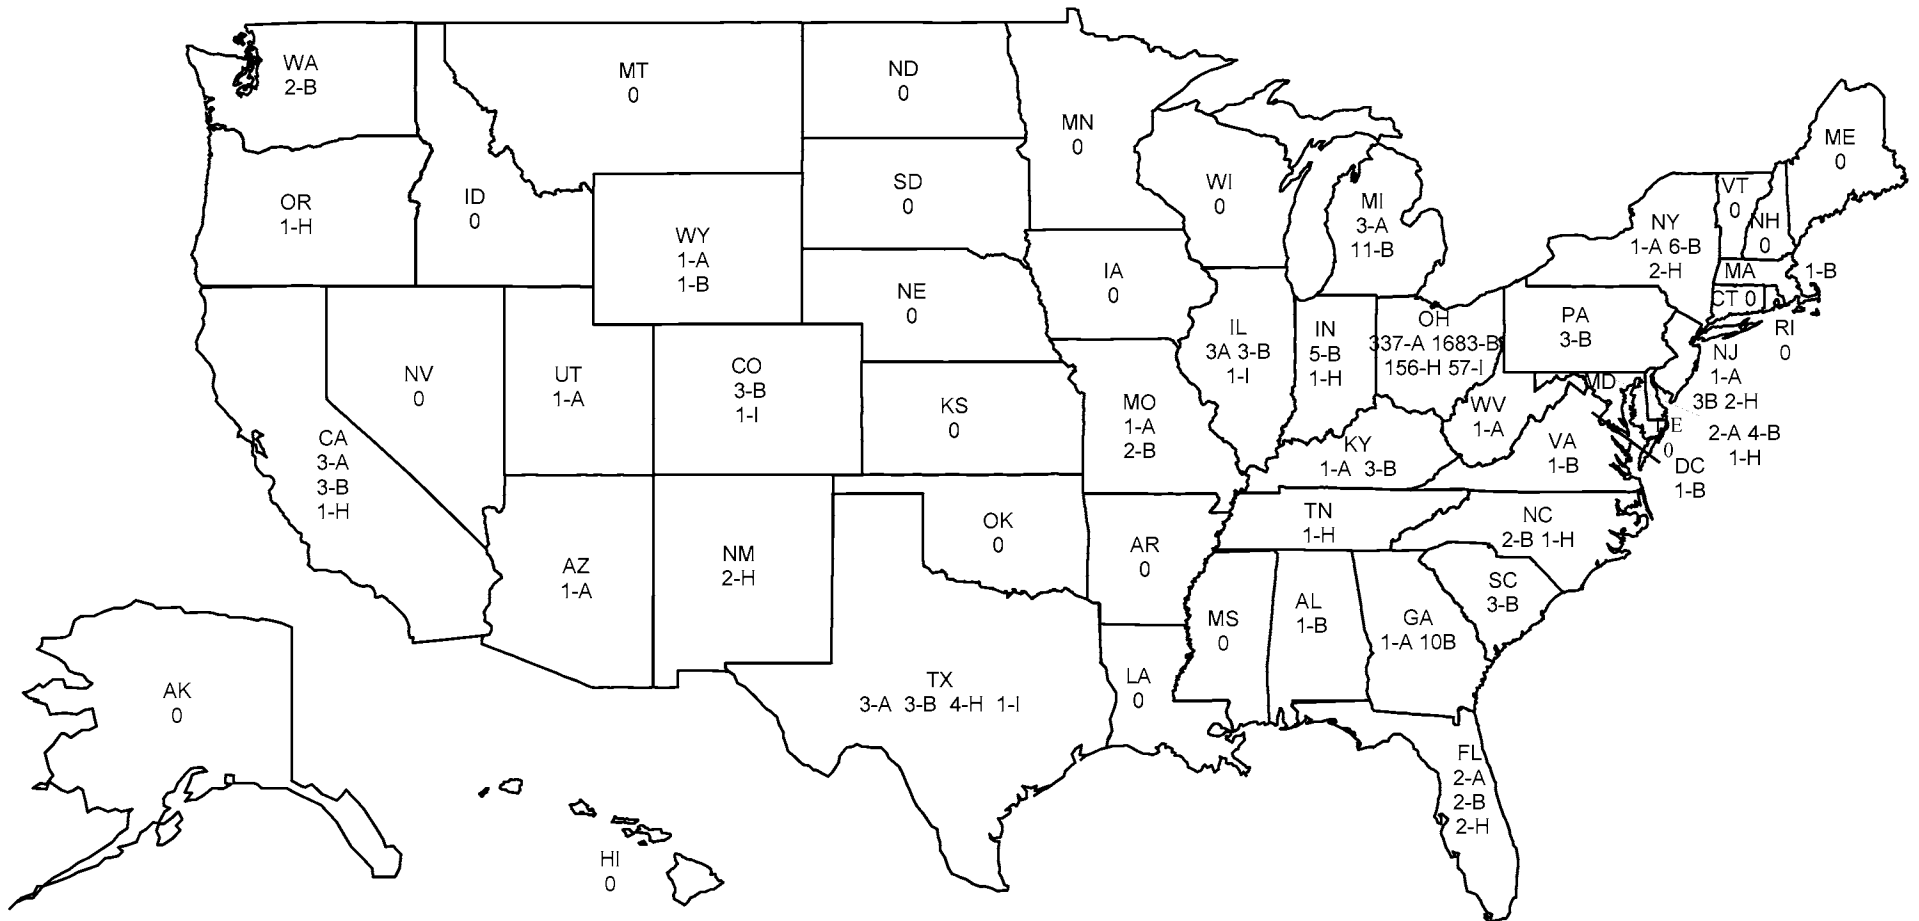 WA
2-B
MT
0
ND
0
MN
0
ME
0
OR
1-H
ID
0
SD
0
WI
0
MI
3-A
11-B
VT
0
NH
0
NY
1-A 6-B
2-H
WY
1-A
1-B
IA
0
MA
1-B
CT 0
RI
0
NE
0
IL
3A 3-B
1-I
IN
5-B
1-H
OH
337-A 1683-B
156-H 57-I
PA
3-B
NJ
1-A
3B 2-H
NV
0
UT
1-A
CO
3-B
1-I
KS
0
MO
1-A
2-B
WV
1-A
MD
2-A 4-B
1-H
DE
0
CA
3-A
3-B
1-H
KY
1-A 3-B
VA
1-B
DC
1-B
AZ
1-A
NM
2-H
OK
0
AR
0
TN
1-H
NC
2-B 1-H
SC
3-B
MS
0
AL
1-B
GA
1-A 10B
AK
0
TX
3-A 3-B 4-H 1-I
LA
0
FL
2-A
2-B
2-H
HI
0